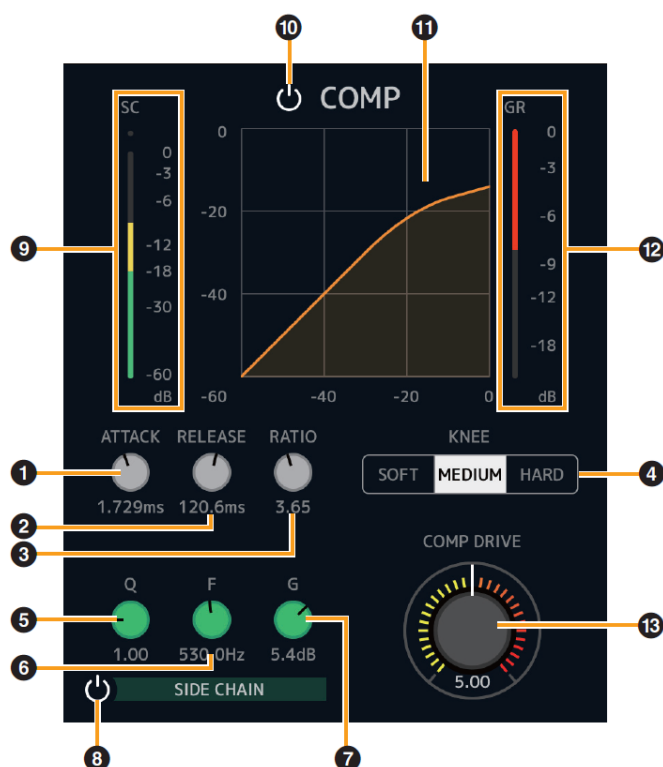 10 11
SC COMP GR
0 0 0
-3 -3
-6 -6
-20
9 -12 -9 12
-18 -12
-30 -40
-18
-60 -60 -40 -20 0
dB dB
ATTACK RELEASE RATIO KNEE
1 SOFT MEDIUM HARD 4
1.729ms 120.6ms 3.65
2
3 COMP DRIVE
Q F G
5 13
1.00 530.0Hz 5.4dB 5.00
6
SIDE CHAIN
8 7